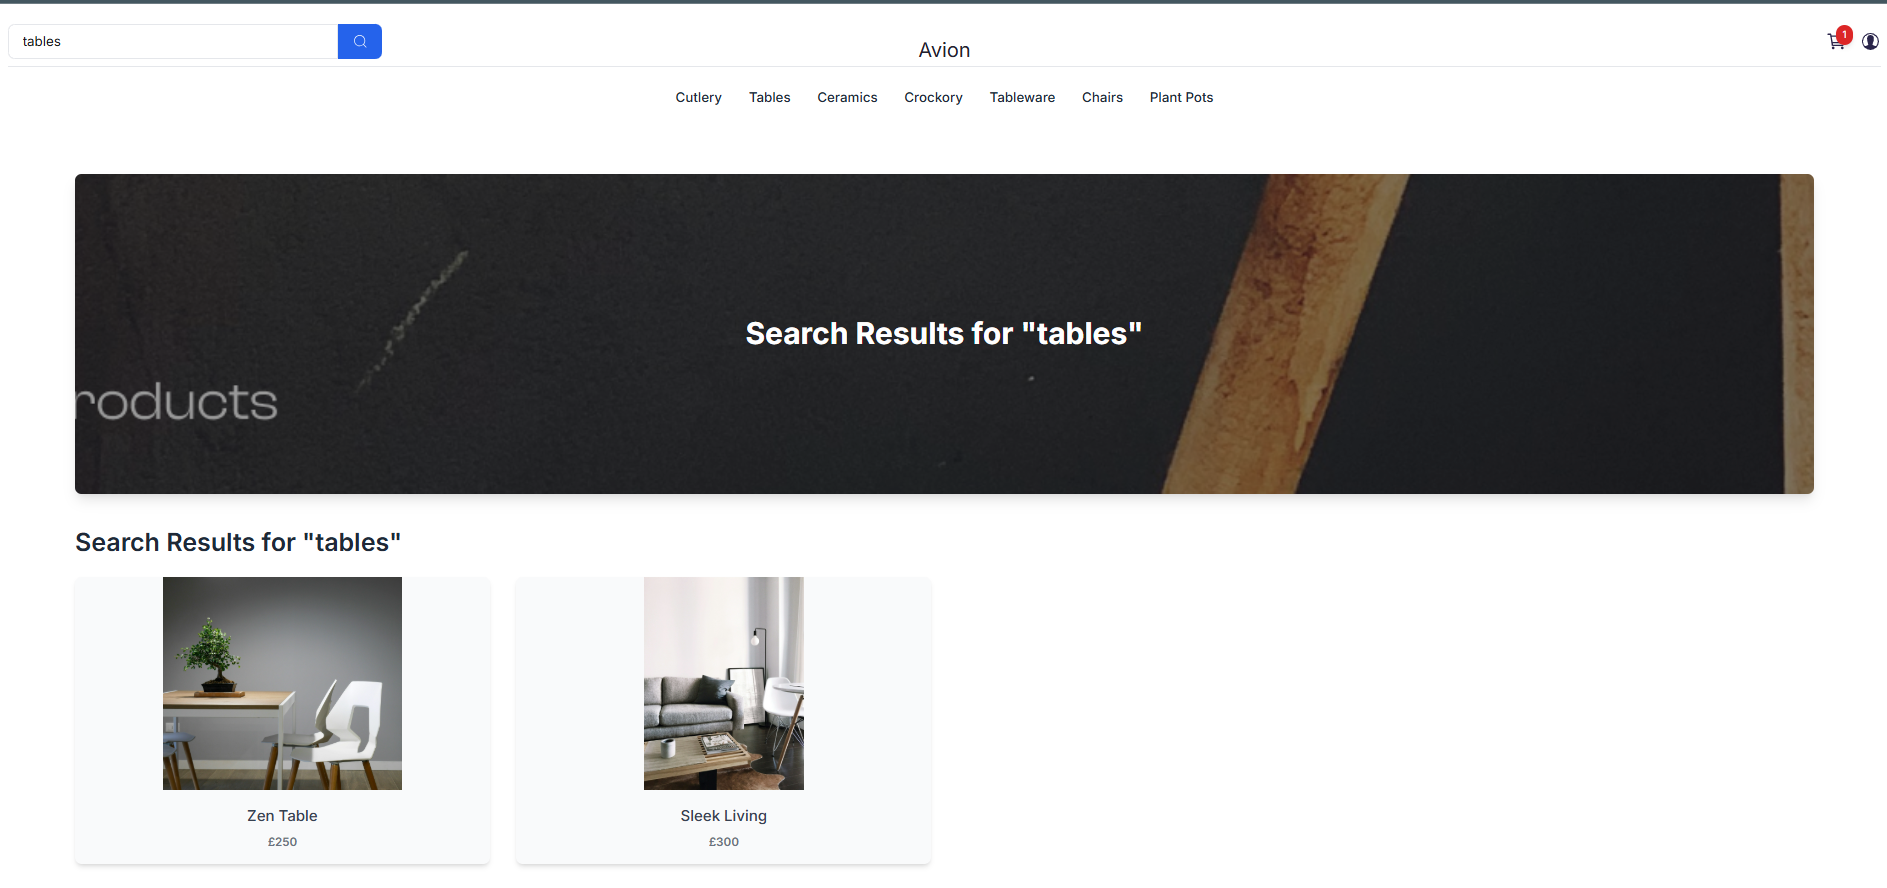 tables
Avion
1
Cutlery Tables Ceramics Crockory Tableware Chairs Plant Pots
Search Results for "tables"
roducts
Search Results for "tables"
Zen Table
£250
Sleek Living
£300